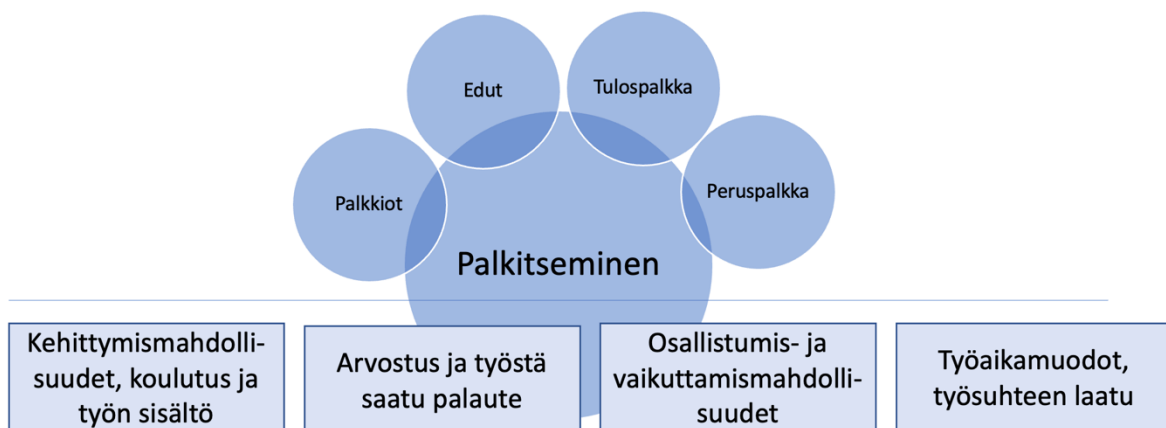 Edut
Tulospalkka
Palkkiot
Peruspalkka
Palkitseminen
Kehittymismahdolli-
suudet, koulutus ja
työn sisältö
Arvostus ja työstä
saatu palaute
Osallistumis- ja
vaikuttamismahdolli-
suudet
Työaikamuodot,
työsuhteen laatu